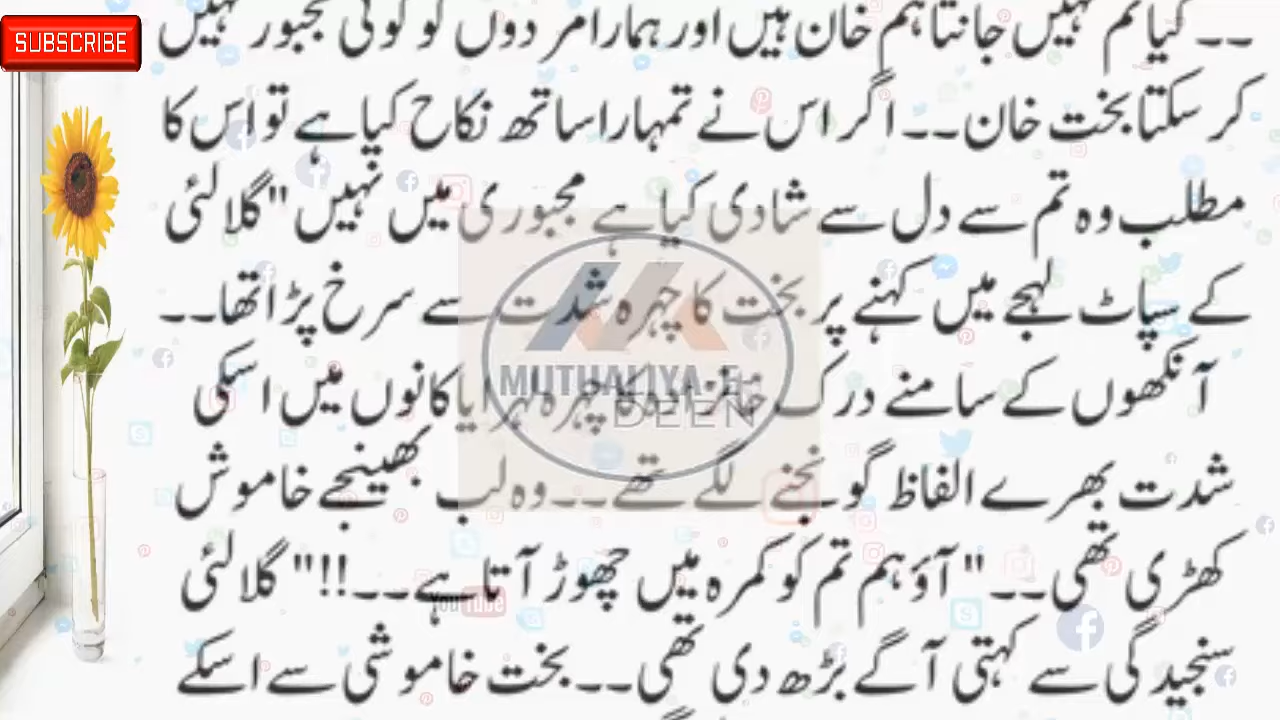 SUBSCRIBE
۔۔ کیا تم نہیں جانتا ہم خان ہیں اور ہمارا مردوں کو کوئی مجبور نہیں
کر سکتا بخت خان۔۔ اگر اس نے تمہارا ساتھ نکاح کیا ہے تو اس کا
مطلب وہ تم سے دل سے شادی کیا ہے مجبوری میں نہیں" گلالئی
کے سپاٹ لہجے میں کہنے پر بخت کا چہرہ شدت سے سرخ پڑا تھا۔۔
آنکھوں کے سامنے درک کا چہرہ لہرایا کانوں میں اسکی
MUTHALIYA-E-
DEEN
شدت بھرے الفاظ گونجنے لگے تھے۔۔ وہ لب بھینچے خاموش
کھڑی تھی۔۔" آؤ ہم تم کو کمرہ میں چھوڑ آتا ہے۔۔!!" گلالئی
YouTube
سنجیدگی سے کہتی آگے بڑھ دی تھی۔۔ بخت خاموشی سے اسکے